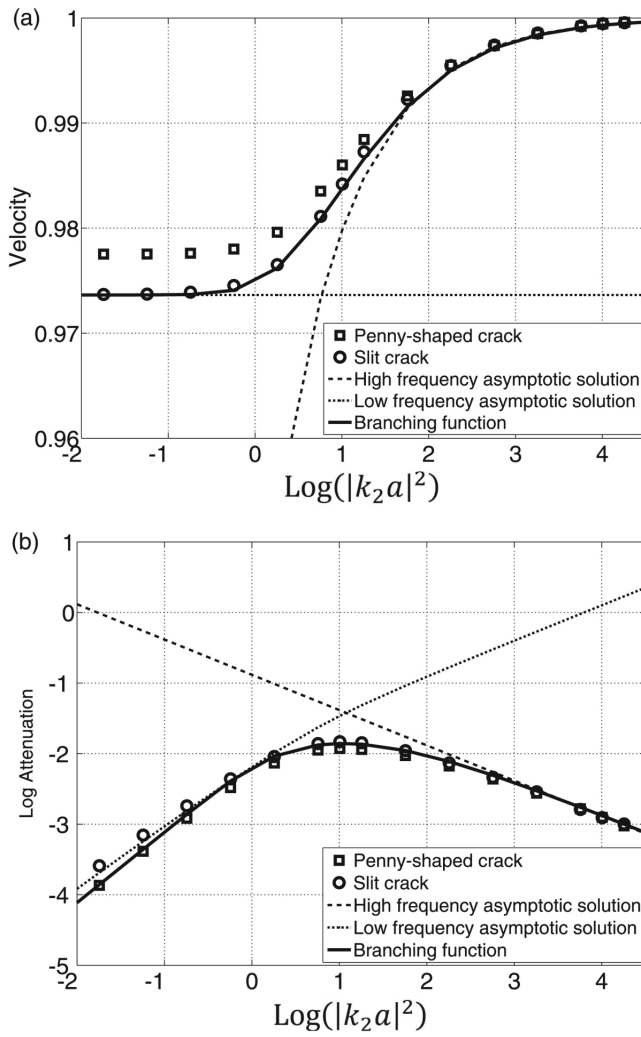 (a)
1
0.99
0.98
0.97
0.96
Velocity
Penny-shaped crack
Slit crack
High frequency asymptotic solution
Low frequency asymptotic solution
Branching function
-2 -1 0 1 2 3 4
Log(|k₂a|²)
(b)
1
0
-1
-2
-3
-4
-5
Log Attenuation
Penny-shaped crack
Slit crack
High frequency asymptotic solution
Low frequency asymptotic solution
Branching function
-2 -1 0 1 2 3 4
Log(|k₂a|²)